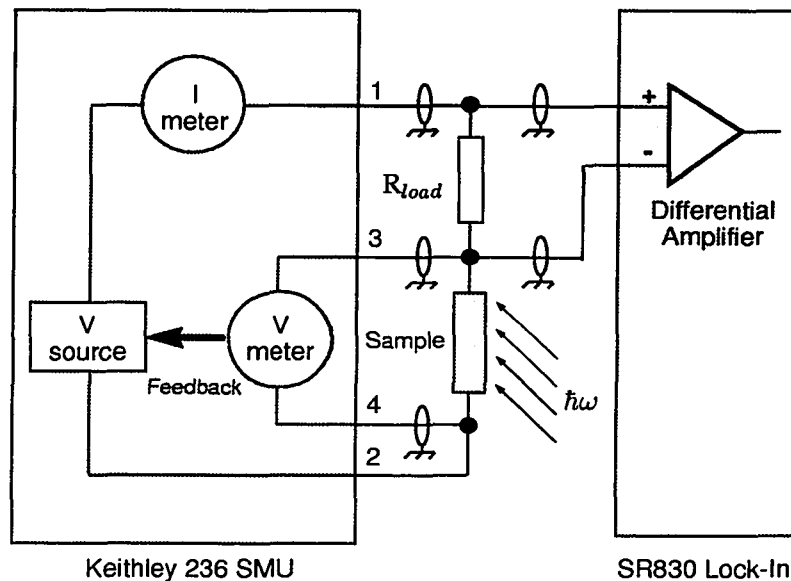 I
meter
1
+
-
R_load
Differential
Amplifier
3
V
source
V
meter
Feedback
Sample
ħω
4
2
Keithley 236 SMU
SR830 Lock-In